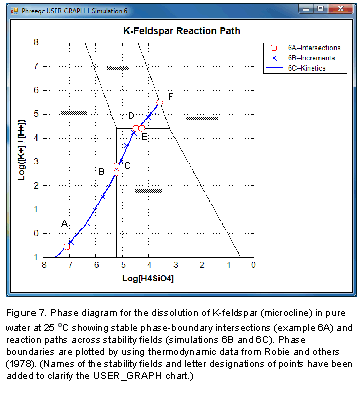 Phreeqc USER GRAPH | Simulation 6
K-Feldspar Reaction Path
6A--Intersections
6B--Increments
6C--Kinetics
Log([K+] / [H+])
8
7
6
5
4
3
2
1
0
1
A
B
C
D
E
F
8 7 6 5 4 3 2 1 0
Log[H4SiO4]
Figure 7. Phase diagram for the dissolution of K-feldspar (microcline) in pure
water at 25 °C showing stable phase-boundary intersections (example 6A) and
reaction paths across stability fields (simulations 6B and 6C). Phase
boundaries are plotted by using thermodynamic data from Robie and others
(1978). (Names of the stability fields and letter designations of points have been
added to clarify the USER_GRAPH chart.)